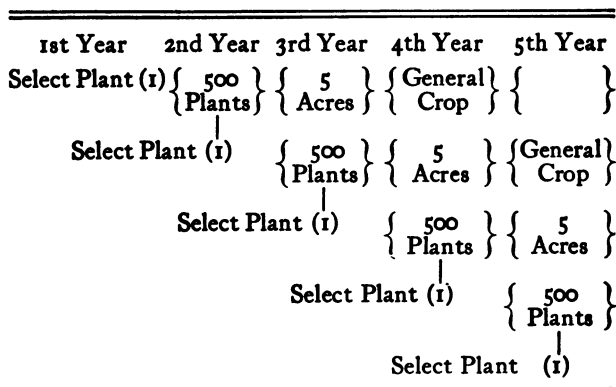 1st Year 2nd Year 3rd Year 4th Year 5th Year
Select Plant (1) { 500 Plants } { 5 Acres } { General Crop } { }
Select Plant (1) { 500 Plants } { 5 Acres } { General Crop }
Select Plant (1) { 500 Plants } { 5 Acres }
Select Plant (1) { 500 Plants }
Select Plant (1)